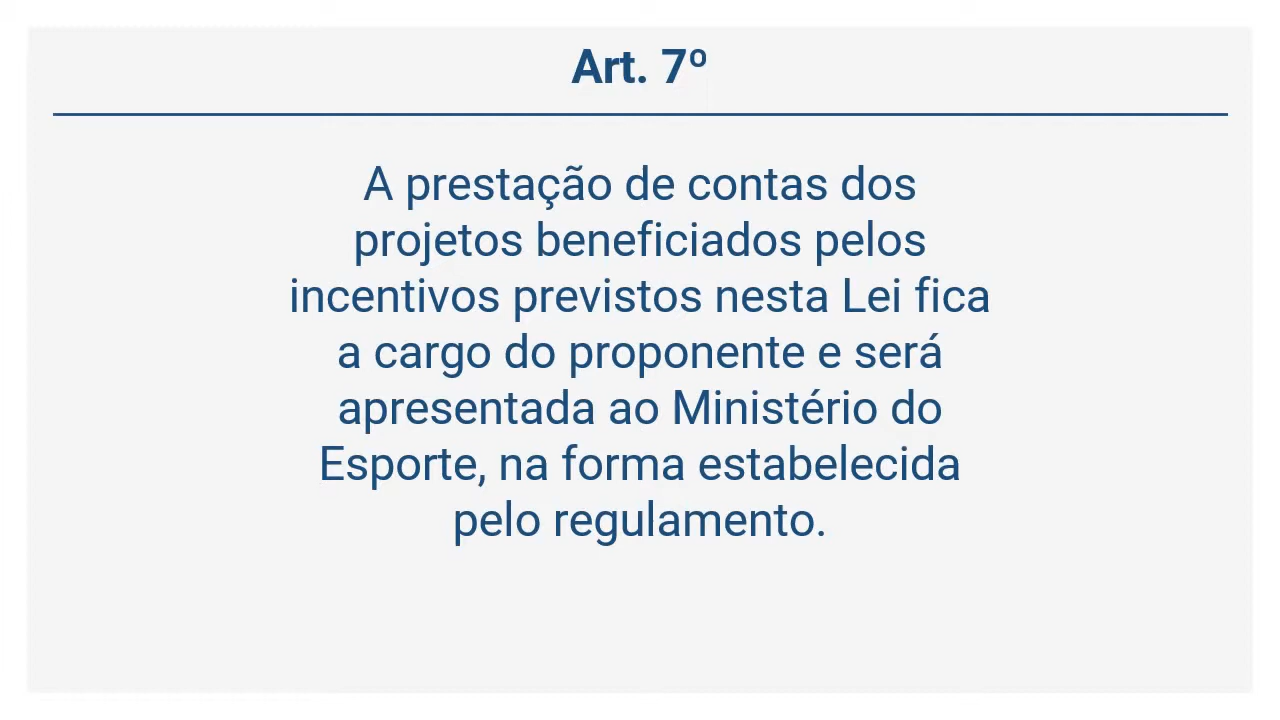 Art. 7º
A prestação de contas dos
projetos beneficiados pelos
incentivos previstos nesta Lei fica
a cargo do proponente e será
apresentada ao Ministério do
Esporte, na forma estabelecida
pelo regulamento.